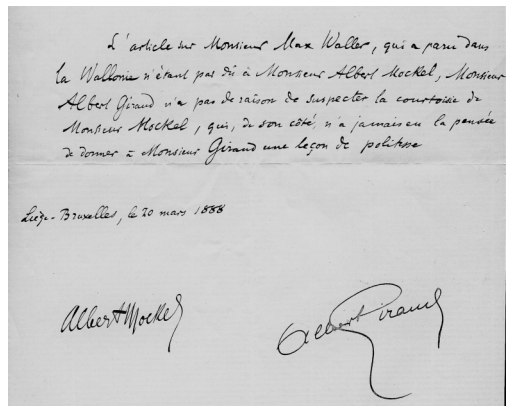 L'article sur Monsieur Max Waller, qui a paru dans
La Wallonie n'étant pas dû à Monsieur Albert Mockel, Monsieur
Albert Giraud n'a pas de raison de suspecter la courtoisie de
Monsieur Mockel, qui, de son côté, n'a jamais eu la pensée
de donner à Monsieur Giraud une leçon de politesse
Liège-Bruxelles, le 20 mars 1888
Albert Mockel
Albert Giraud